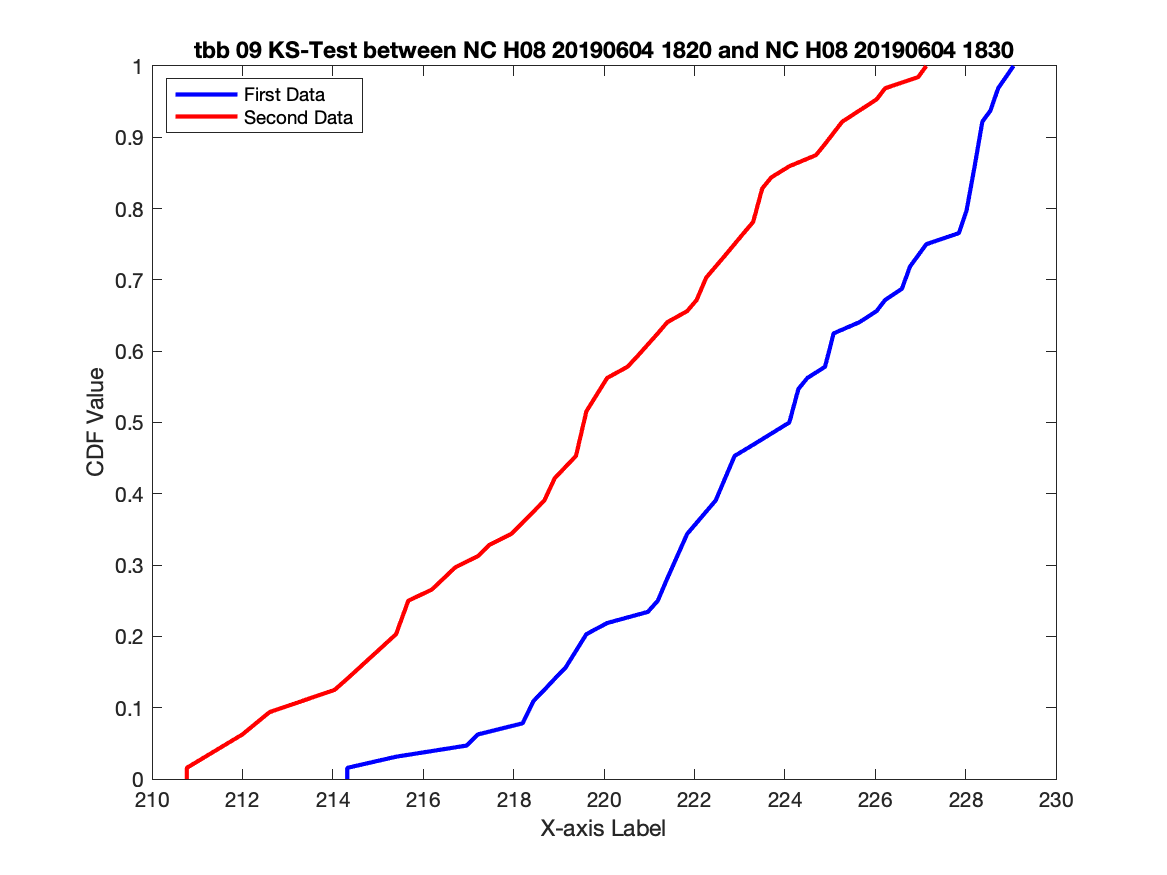 tbb 09 KS-Test between NC H08 20190604 1820 and NC H08 20190604 1830
First Data
Second Data
CDF Value
1
0.9
0.8
0.7
0.6
0.5
0.4
0.3
0.2
0.1
0
210 212 214 216 218 220 222 224 226 228 230
X-axis Label